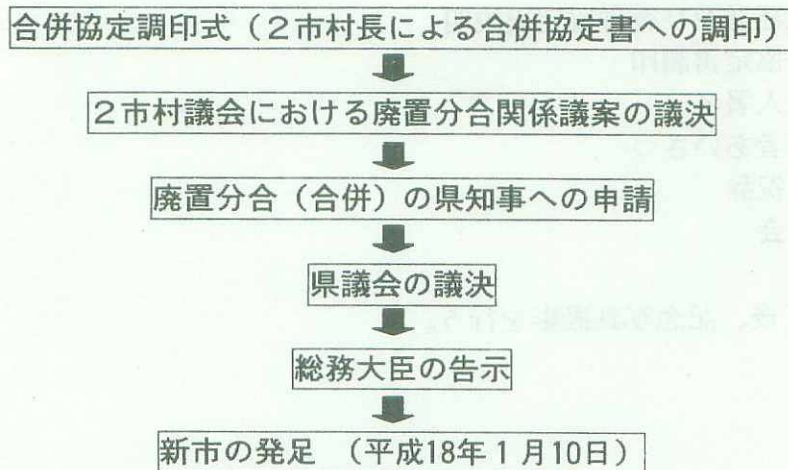 合併協定調印式(2市村長による合併協定書への調印)
2市村議会における廃置分合関係議案の議決
廃置分合(合併)の県知事への申請
県議会の議決
総務大臣の告示
新市の発足 (平成18年1月10日)